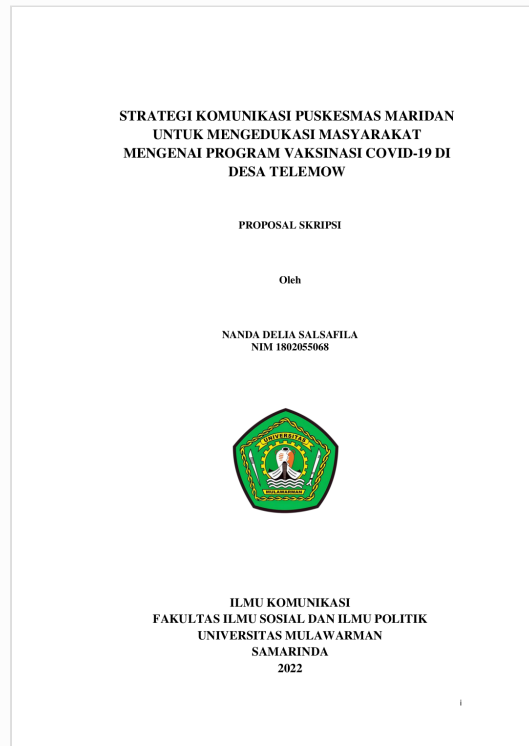 STRATEGI KOMUNIKASI PUSKESMAS MARIDAN
UNTUK MENGEDUKASI MASYARAKAT
MENGENAI PROGRAM VAKSINASI COVID-19 DI
DESA TELEMOW
PROPOSAL SKRIPSI
Oleh
NANDA DELIA SALSAFILA
NIM 1802055068
UNIVERSITAS
MULAWARMAN
ILMU KOMUNIKASI
FAKULTAS ILMU SOSIAL DAN ILMU POLITIK
UNIVERSITAS MULAWARMAN
SAMARINDA
2022
i